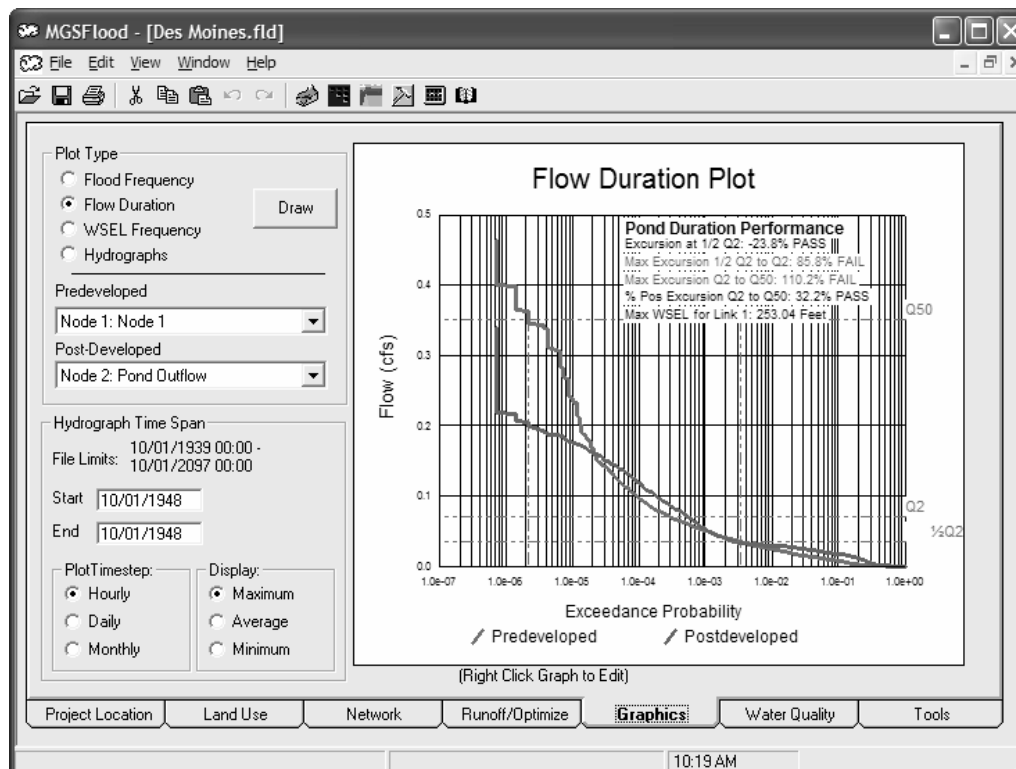 MGSFlood - [Des Moines.fld]
File Edit View Window Help
Plot Type
Flood Frequency
Flow Duration
WSEL Frequency
Hydrographs
Draw
Predeveloped
Node 1: Node 1
Post-Developed
Node 2: Pond Outflow
Hydrograph Time Span
File Limits: 10/01/1939 00:00 -
10/01/2097 00:00
Start 10/01/1948
End 10/01/1948
PlotTimestep:
Hourly
Daily
Monthly
Display:
Maximum
Average
Minimum
Flow Duration Plot
Pond Duration Performance
Excursion at 1/2 Q2: -23.8% PASS
Max Excursion 1/2 Q2 to Q2: 85.8% FAIL
Max Excursion Q2 to Q50: 110.2% FAIL
% Pos Excursion Q2 to Q50: 32.2% PASS
Max WSEL for Link 1: 253.04 Feet
0.5
0.4
0.3
0.2
0.1
0.0
Flow (cfs)
Q50
Q2
½Q2
1.0e-07 1.0e-06 1.0e-05 1.0e-04 1.0e-03 1.0e-02 1.0e-01 1.0e+00
Exceedance Probability
Predeveloped Postdeveloped
(Right Click Graph to Edit)
Project Location Land Use Network Runoff/Optimize Graphics Water Quality Tools
10:19 AM